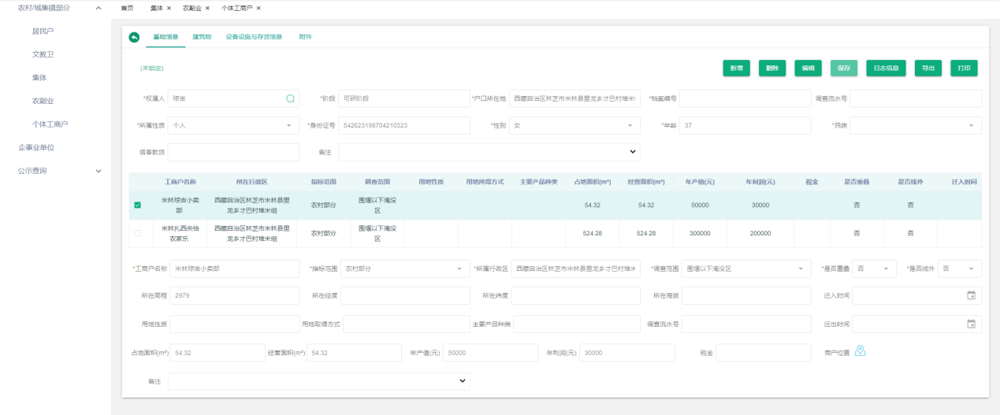 农村/城集镇部分
首页 集体 × 农副业 × 个体工商户 ×
居民户
文教卫
集体
农副业
个体工商户
企事业单位
公示查询
基础信息 建筑物 设备设施与存货信息 附件
(未锁定)
新增 删除 编辑 保存 日志信息 导出 打印
*权属人 琼吉 *阶段 可研阶段 *户口所在地 西藏自治区林芝市米林县里龙乡才巴村堆米 *档案编号 调查流水号
*所属性质 个人 *身份证号 542623198704210323 *性别 女 *年龄 37 *民族
信奉教派 备注
工商户名称 所在行政区 指标范围 调查范围 用地性质 用地所得方式 主要产品种类 占地面积(m²) 经营面积(m²) 年产值(元) 年利润(元) 税金 是否重叠 是否线外 迁入时间
米林琼吉小卖部 西藏自治区林芝市米林县里龙乡才巴村堆米组 农村部分 围堰以下淹没区 54.32 54.32 50000 30000 否 否
米林扎西央怡农家乐 西藏自治区林芝市米林县里龙乡才巴村堆米组 农村部分 围堰以下淹没区 524.28 524.28 300000 200000 否 否
*工商户名称 米林琼吉小卖部 *指标范围 农村部分 *所属行政区 西藏自治区林芝市米林县里龙乡才巴村堆米 *调查范围 围堰以下淹没区 *是否重叠 否 *是否线外 否
所在高程 2979 所在经度 所在纬度 所在海拔 迁入时间
用地性质 用地取得方式 主要产品种类 调查流水号 迁出时间
占地面积(m²) 54.32 经营面积(m²) 54.32 年产值(元) 50000 年利润(元) 30000 税金 商户位置
备注